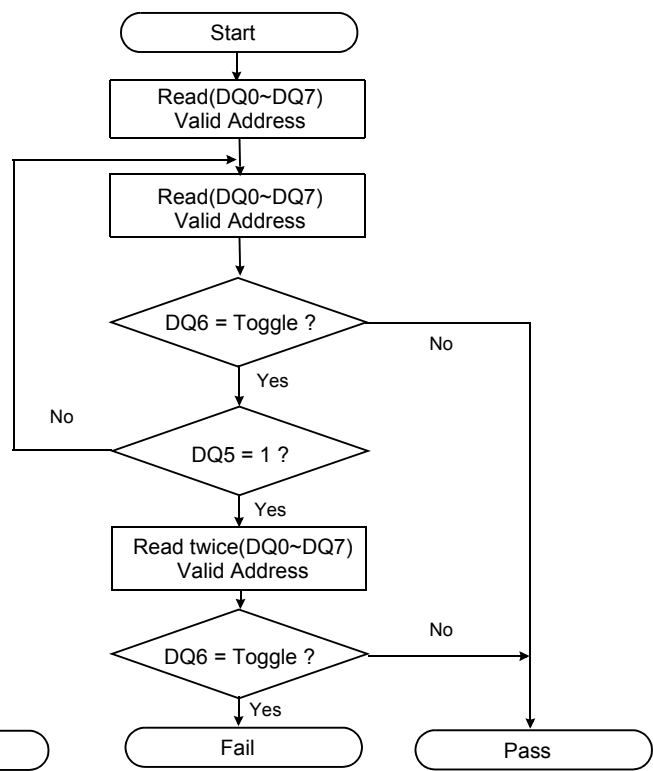 Start
Read(DQ0~DQ7)
Valid Address
Read(DQ0~DQ7)
Valid Address
DQ6 = Toggle ?
No
Yes
No
DQ5 = 1 ?
Yes
Read twice(DQ0~DQ7)
Valid Address
No
DQ6 = Toggle ?
Yes
Fail
Pass